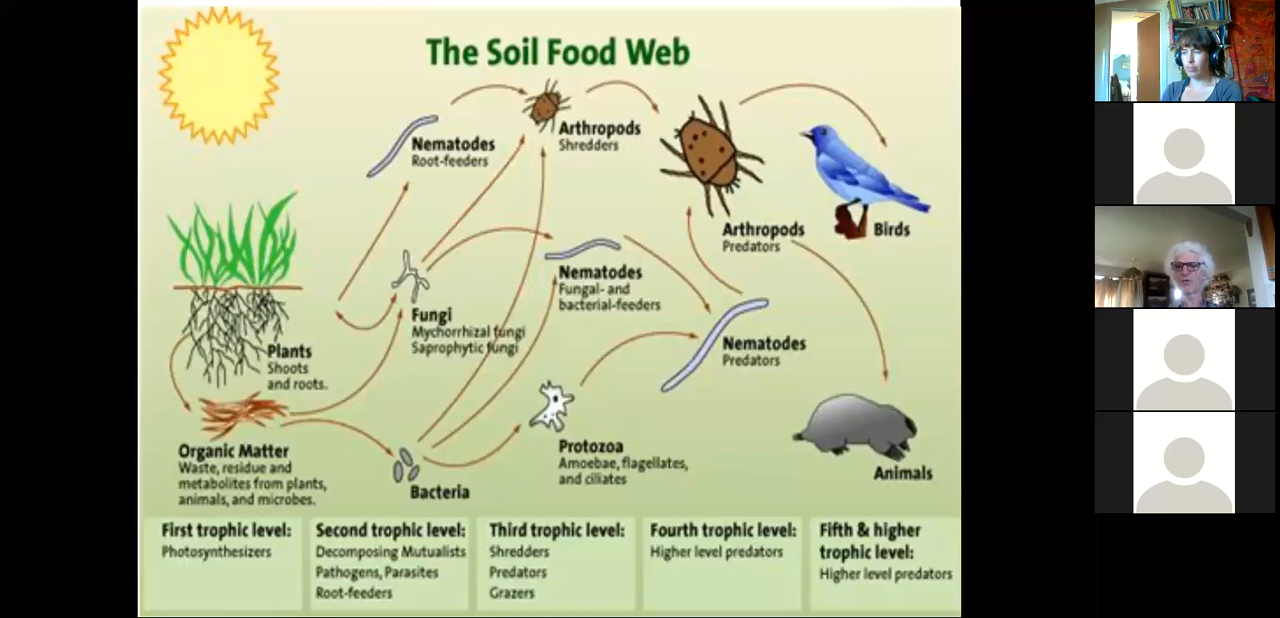 The Soil Food Web
Nematodes
Root-feeders
Arthropods
Shredders
Arthropods
Predators
Birds
Nematodes
Fungal- and
bacterial-feeders
Fungi
Mychorrhizal fungi
Saprophytic fungi
Plants
Shoots
and roots.
Nematodes
Predators
Organic Matter
Waste, residue and
metabolites from plants,
animals, and microbes.
Bacteria
Protozoa
Amoebae, flagellates,
and ciliates
Animals
First trophic level:
Photosynthesizers
Second trophic level:
Decomposing Mutualists
Pathogens, Parasites
Root-feeders
Third trophic level:
Shredders
Predators
Grazers
Fourth trophic level:
Higher level predators
Fifth & higher
trophic level:
Higher level predators